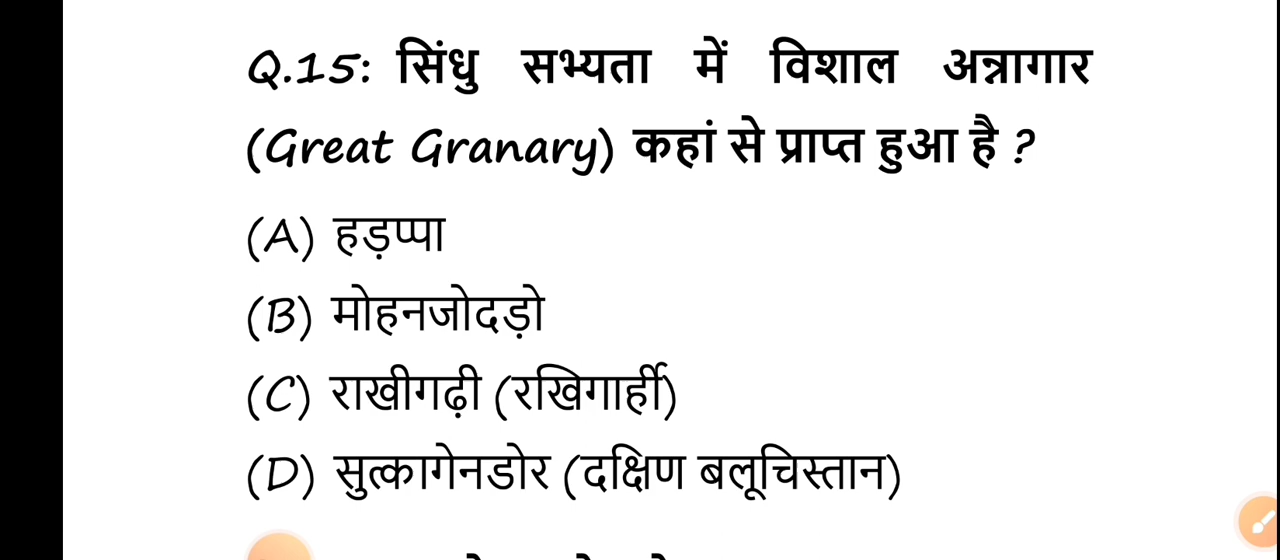 Q.15: सिंधु सभ्यता में विशाल अन्नागार
(Great Granary) कहां से प्राप्त हुआ है ?
(A) हड़प्पा
(B) मोहनजोदड़ो
(C) राखीगढ़ी (रखिगार्ही)
(D) सुत्कागेनडोर (दक्षिण बलूचिस्तान)